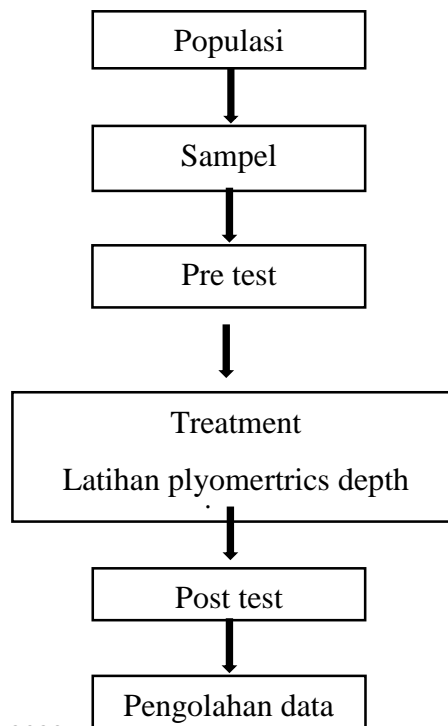 Populasi
Sampel
Pre test
Treatment
Latihan plyomertrics depth
Post test
Pengolahan data